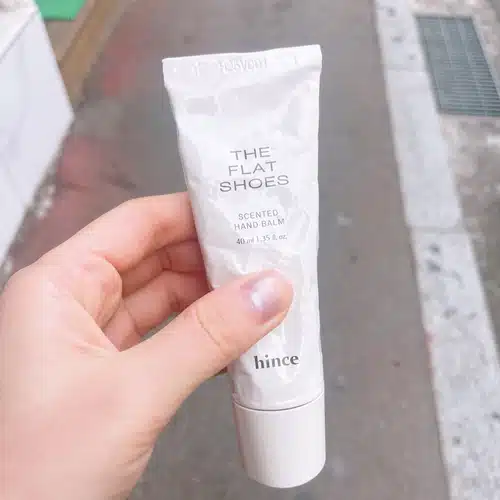 THE
FLAT
SHOES
SCENTED
HAND BALM
40 ml 1.35 fl. oz.
hince